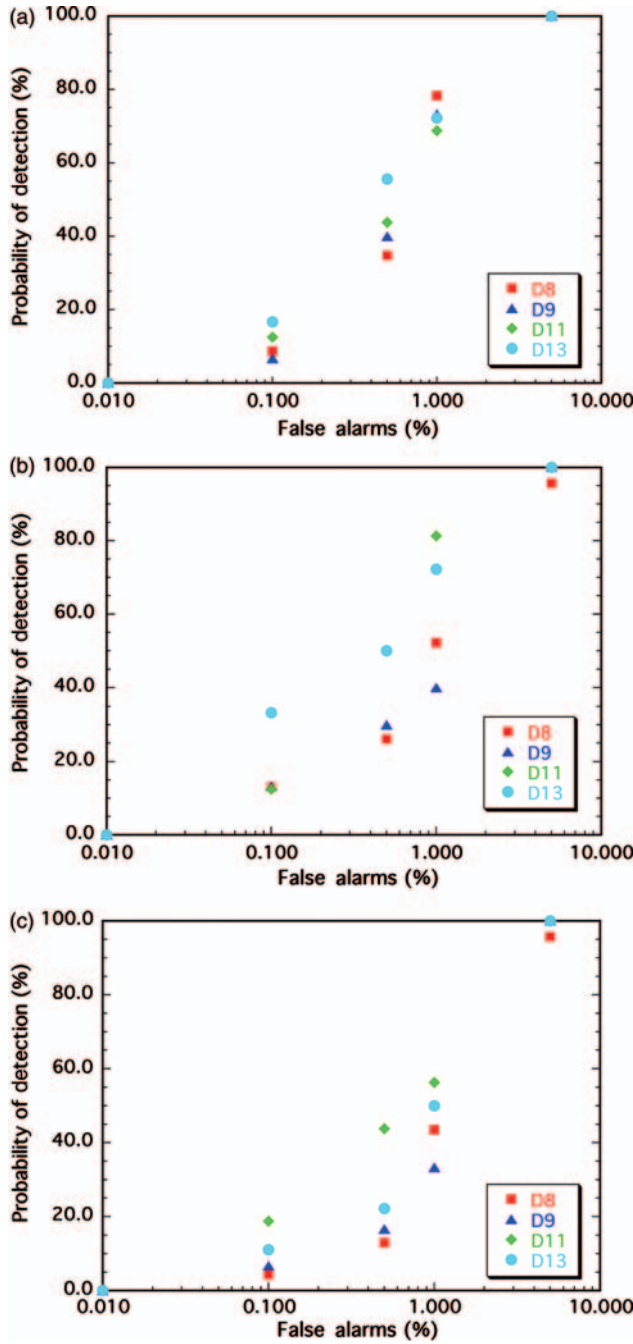 (a)
100.0
80.0
60.0
40.0
20.0
0.0
Probability of detection (%)
D8
D9
D11
D13
0.010 0.100 1.000 10.000
False alarms (%)
(b)
100.0
80.0
60.0
40.0
20.0
0.0
Probability of detection (%)
D8
D9
D11
D13
0.010 0.100 1.000 10.000
False alarms (%)
(c)
100.0
80.0
60.0
40.0
20.0
0.0
Probability of detection (%)
D8
D9
D11
D13
0.010 0.100 1.000 10.000
False alarms (%)